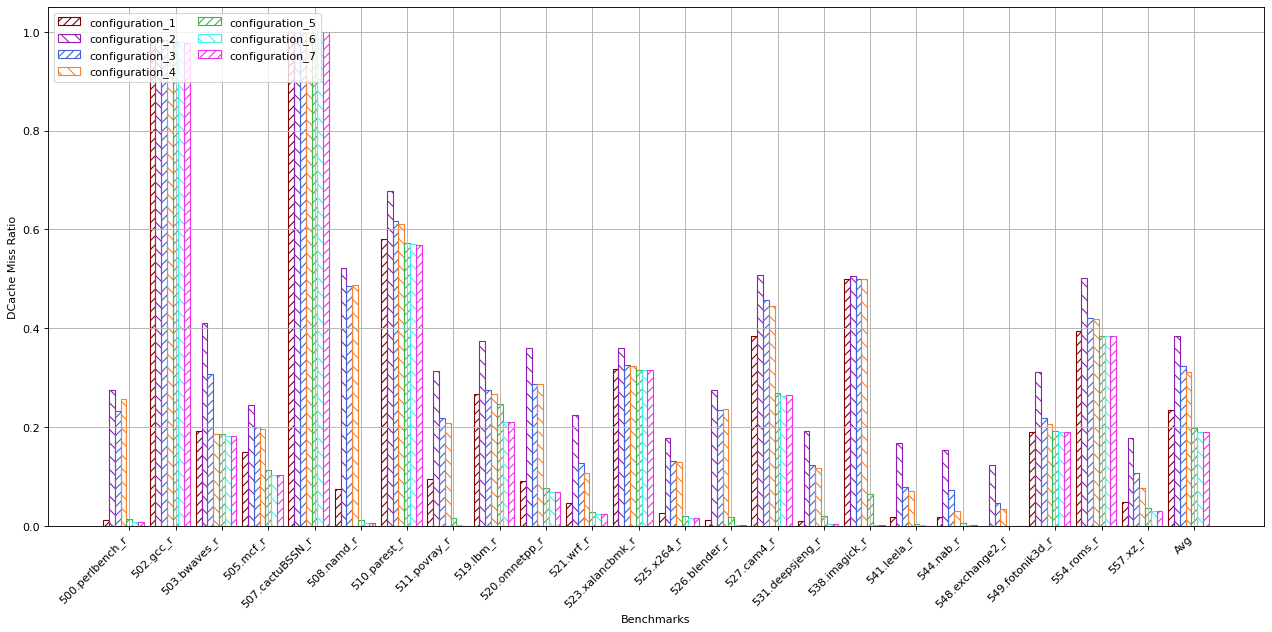 configuration_1
configuration_2
configuration_3
configuration_4
configuration_5
configuration_6
configuration_7
DCache Miss Ratio
1.0
0.8
0.6
0.4
0.2
0.0
500.perlbench_r
502.gcc_r
503.bwaves_r
505.mcf_r
507.cactuBSSN_r
508.namd_r
510.parest_r
511.povray_r
519.lbm_r
520.omnetpp_r
521.wrf_r
523.xalancbmk_r
525.x264_r
526.blender_r
527.cam4_r
531.deepsjeng_r
538.imagick_r
541.leela_r
544.nab_r
548.exchange2_r
549.fotonik3d_r
554.roms_r
557.xz_r
Avg
Benchmarks